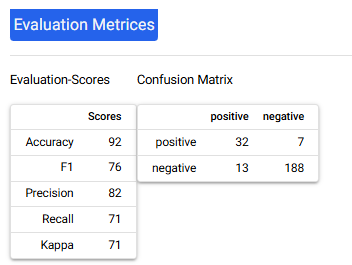 Evaluation Metrices
Evaluation-Scores Confusion Matrix
Scores positive negative
Accuracy 92 positive 32 7
F1 76 negative 13 188
Precision 82
Recall 71
Kappa 71